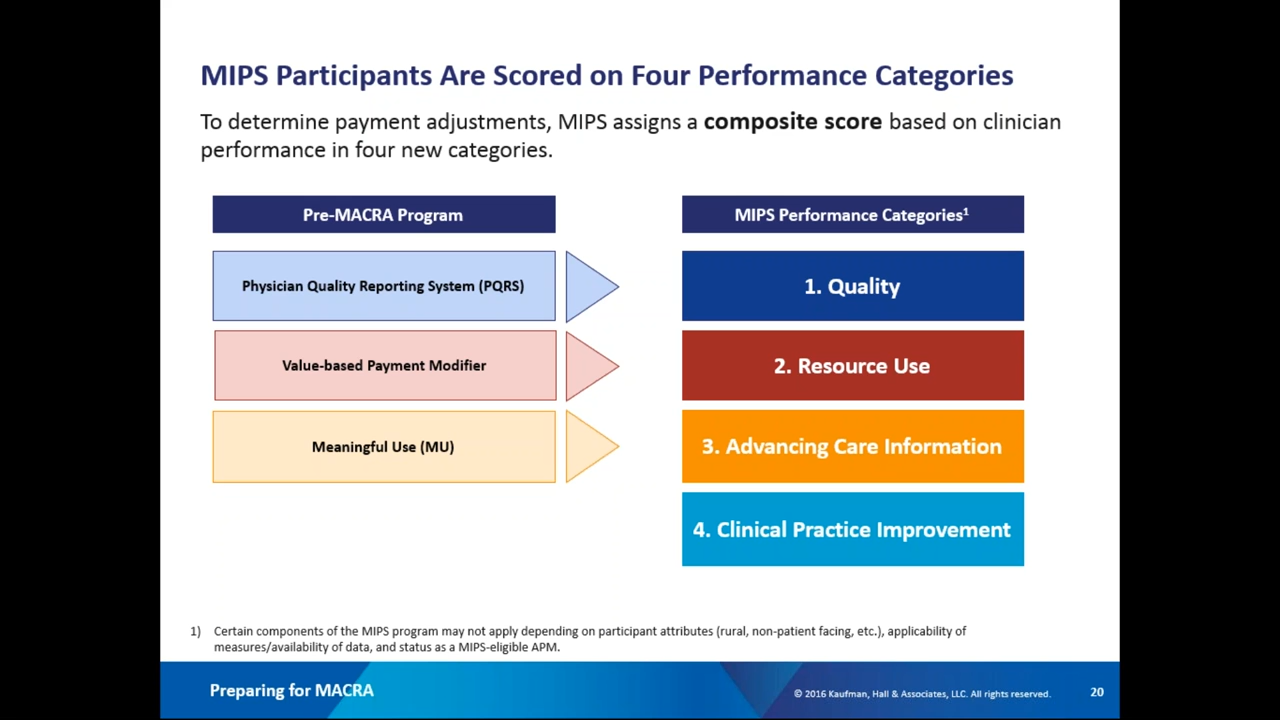 MIPS Participants Are Scored on Four Performance Categories
To determine payment adjustments, MIPS assigns a composite score based on clinician
performance in four new categories.
Pre-MACRA Program
MIPS Performance Categories¹
Physician Quality Reporting System (PQRS)
1. Quality
Value-based Payment Modifier
2. Resource Use
Meaningful Use (MU)
3. Advancing Care Information
4. Clinical Practice Improvement
1) Certain components of the MIPS program may not apply depending on participant attributes (rural, non-patient facing, etc.), applicability of
measures/availability of data, and status as a MIPS-eligible APM.
Preparing for MACRA
© 2016 Kaufman, Hall & Associates, LLC. All rights reserved.
20